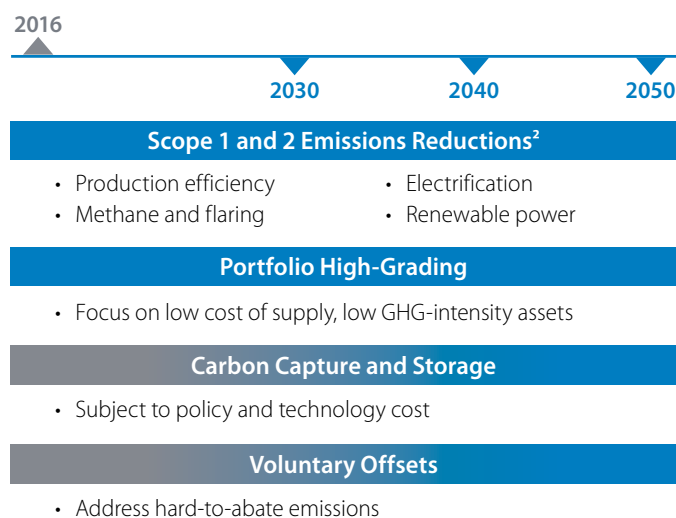 2016
2030 2040 2050
Scope 1 and 2 Emissions Reductions²
• Production efficiency
• Methane and flaring
• Electrification
• Renewable power
Portfolio High-Grading
• Focus on low cost of supply, low GHG-intensity assets
Carbon Capture and Storage
• Subject to policy and technology cost
Voluntary Offsets
• Address hard-to-abate emissions